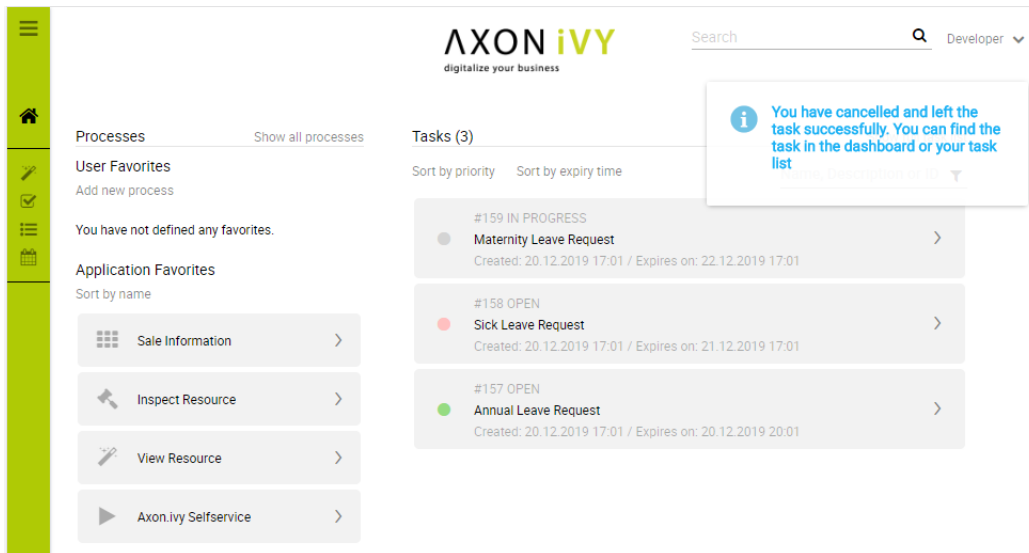 AXON iVY
digitalize your business
Search
Developer
You have cancelled and left the
task successfully. You can find the
task in the dashboard or your task
list
Processes
Show all processes
User Favorites
Add new process
You have not defined any favorites.
Application Favorites
Sort by name
Sale Information
Inspect Resource
View Resource
Axon.ivy Selfservice
Tasks (3)
Sort by priority Sort by expiry time
#159 IN PROGRESS
Maternity Leave Request
Created: 20.12.2019 17:01 / Expires on: 22.12.2019 17:01
#158 OPEN
Sick Leave Request
Created: 20.12.2019 17:01 / Expires on: 21.12.2019 17:01
#157 OPEN
Annual Leave Request
Created: 20.12.2019 17:01 / Expires on: 20.12.2019 20:01